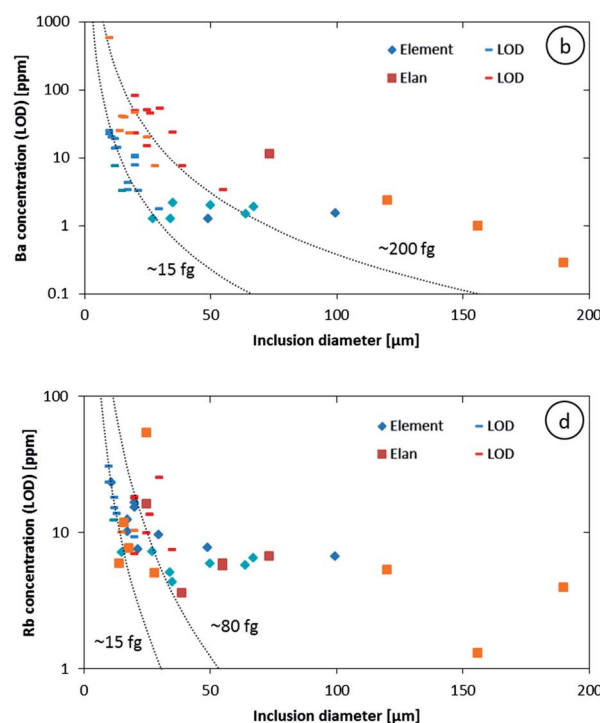 b
Ba concentration (LOD) [ppm]
1000
100
10
1
0.1
Element
LOD
Elan
LOD
~15 fg
~200 fg
0
50
100
150
200
Inclusion diameter [µm]
d
Rb concentration (LOD) [ppm]
100
10
1
Element
LOD
Elan
LOD
~15 fg
~80 fg
0
50
100
150
200
Inclusion diameter [µm]